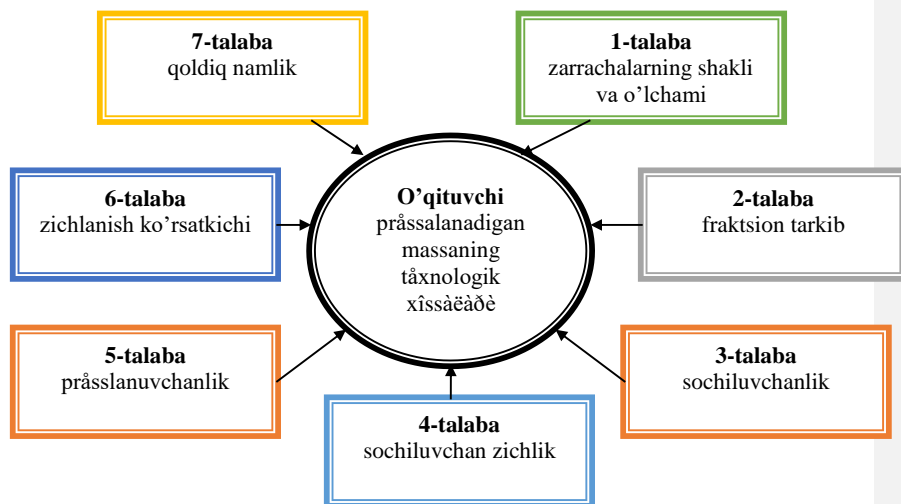 7-talaba
qoldiq namlik
1-talaba
zarrachalarning shakli
va o’lchami
6-talaba
zichlanish ko’rsatkichi
O’qituvchi
pråssalanadigan
massaning
tåxnologik
xîssàëàðè
2-talaba
fraktsion tarkib
5-talaba
pråsslanuvchanlik
3-talaba
sochiluvchanlik
4-talaba
sochiluvchan zichlik